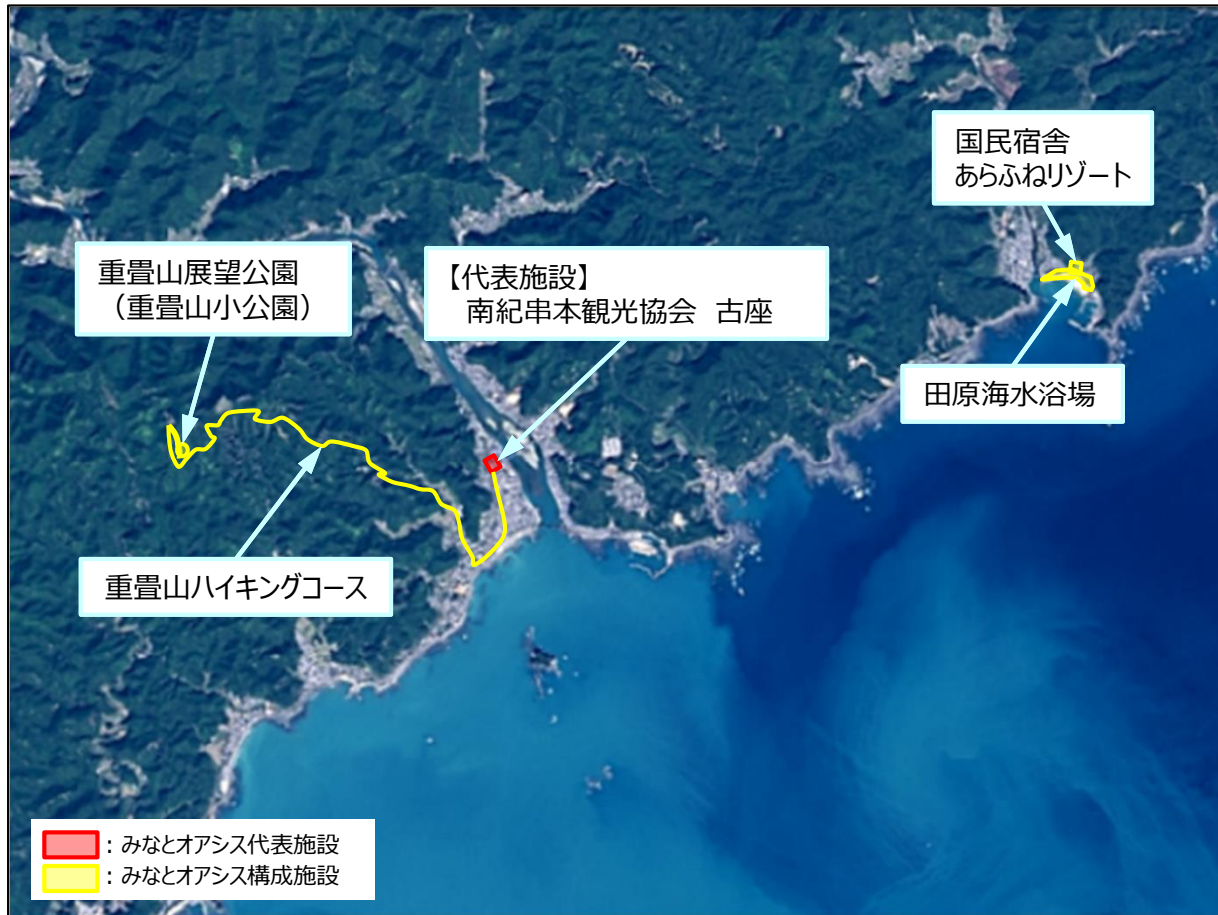 国民宿舎
あらふねリゾート
重畳山展望公園
（重畳山小公園）
【代表施設】
南紀串本観光協会　古座
田原海水浴場
重畳山ハイキングコース
：みなとオアシス代表施設
：みなとオアシス構成施設